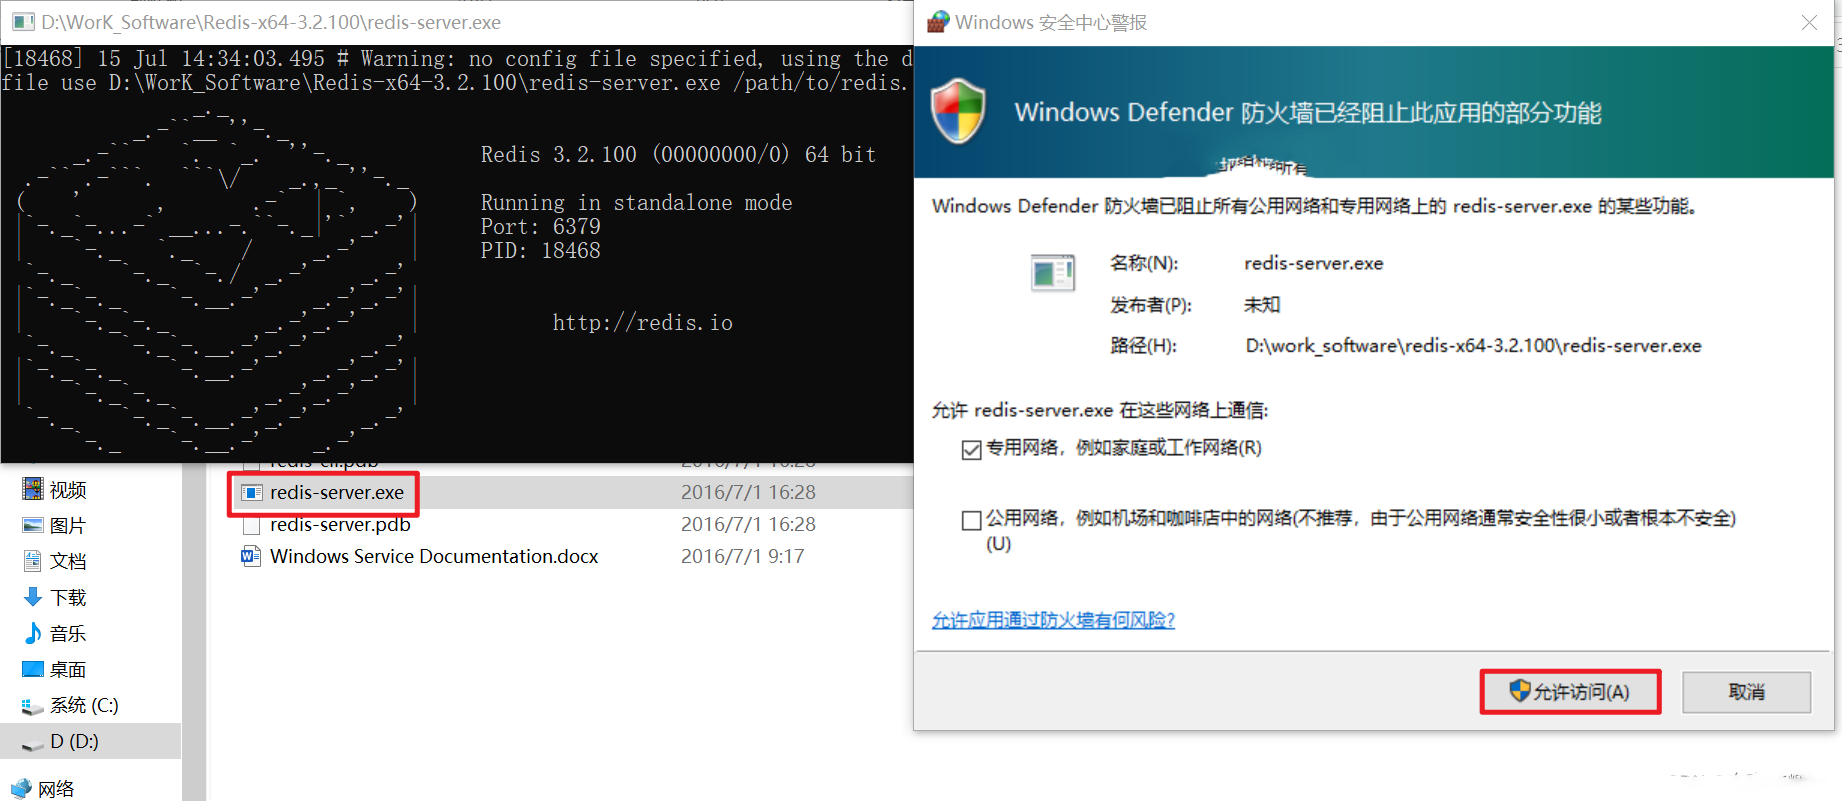 D:\WorK_Software\Redis-x64-3.2.100\redis-server.exe
[18468] 15 Jul 14:34:03.495 # Warning: no config file specified, using the d
file use D:\WorK_Software\Redis-x64-3.2.100\redis-server.exe /path/to/redis.
Redis 3.2.100 (00000000/0) 64 bit
Running in standalone mode
Port: 6379
PID: 18468
http://redis.io
redis-cli.pdb 2016/7/1 16:28
redis-server.exe 2016/7/1 16:28
redis-server.pdb 2016/7/1 16:28
Windows Service Documentation.docx 2016/7/1 9:17
视频
图片
文档
下载
音乐
桌面
系统 (C:)
D (D:)
网络
Windows 安全中心警报
Windows Defender 防火墙已经阻止此应用的部分功能
Windows Defender 防火墙已阻止所有公用网络和专用网络上的 redis-server.exe 的某些功能。
名称(N): redis-server.exe
发布者(P): 未知
路径(H): D:\work_software\redis-x64-3.2.100\redis-server.exe
允许 redis-server.exe 在这些网络上通信:
专用网络，例如家庭或工作网络(R)
公用网络，例如机场和咖啡店中的网络(不推荐，由于公用网络通常安全性很小或者根本不安全)
(U)
允许应用通过防火墙有何风险?
允许访问(A)
取消